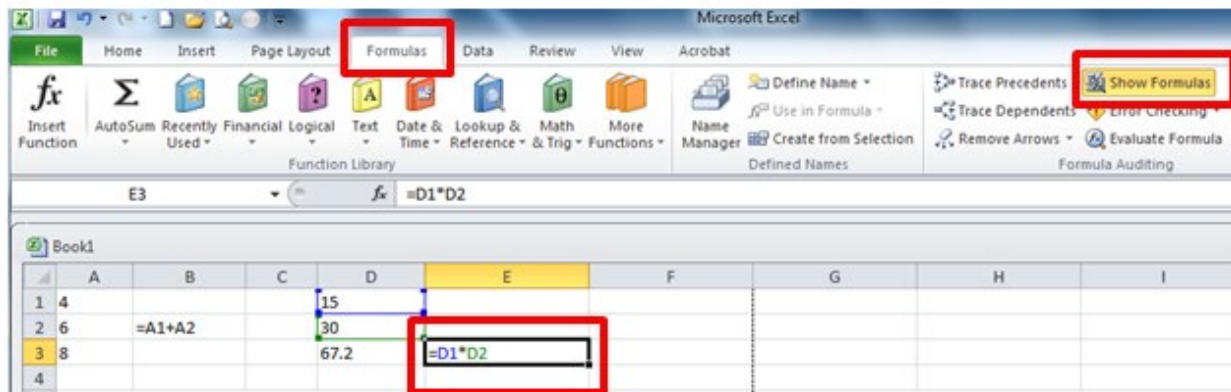 Microsoft Excel
File Home Insert Page Layout Formulas Data Review View Acrobat
fx Insert Function
Σ AutoSum
Recently Used
Financial
Logical
Text
Date & Time
Lookup & Reference
Math & Trig
More Functions
Function Library
Name Manager
Define Name
Use in Formula
Create from Selection
Defined Names
Trace Precedents
Trace Dependents
Remove Arrows
Show Formulas
Error Checking
Evaluate Formula
Formula Auditing
E3 fx =D1*D2
Book1
A B C D E F G H I
1 4 15
2 6 =A1+A2 30
3 8 67.2 =D1*D2
4